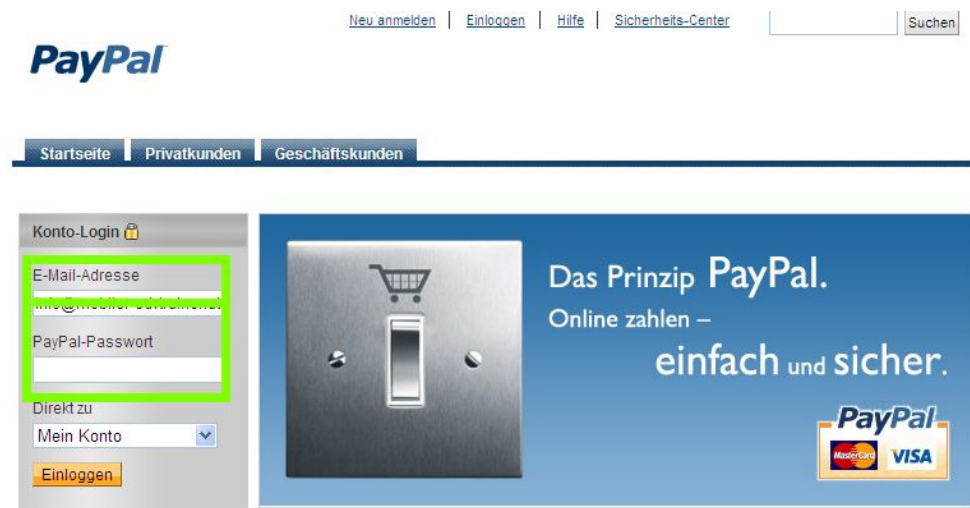 Neu anmelden | Einloggen | Hilfe | Sicherheits-Center
Suchen
PayPal
Startseite Privatkunden Geschäftskunden
Konto-Login
E-Mail-Adresse
PayPal-Passwort
Direkt zu
Mein Konto
Einloggen
Das Prinzip PayPal.
Online zahlen –
einfach und sicher.
PayPal
MasterCard VISA